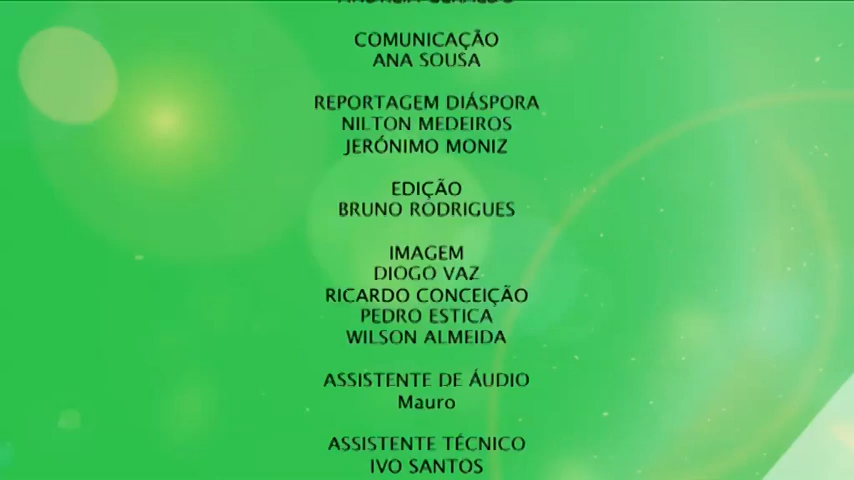 COMUNICAÇÃO
ANA SOUSA
REPORTAGEM DIÁSPORA
NILTON MEDEIROS
JERÓNIMO MONIZ
EDIÇÃO
BRUNO RODRIGUES
IMAGEM
DIOGO VAZ
RICARDO CONCEIÇÃO
PEDRO ESTICA
WILSON ALMEIDA
ASSISTENTE DE ÁUDIO
Mauro
ASSISTENTE TÉCNICO
IVO SANTOS